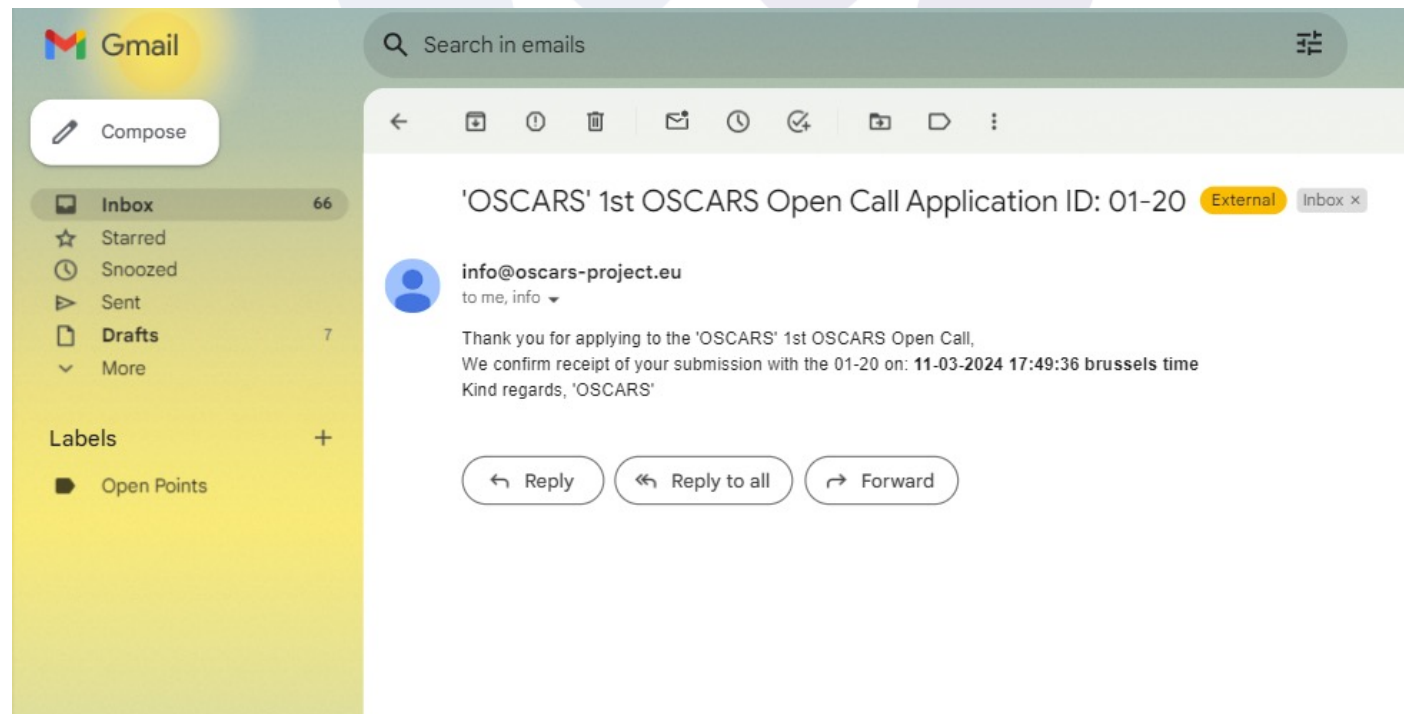 Gmail
Search in emails
Compose
Inbox 66
Starred
Snoozed
Sent
Drafts 7
More
Labels +
Open Points
'OSCARS' 1st OSCARS Open Call Application ID: 01-20 External Inbox ×
info@oscars-project.eu
to me, info
Thank you for applying to the 'OSCARS' 1st OSCARS Open Call,
We confirm receipt of your submission with the 01-20 on: 11-03-2024 17:49:36 brussels time
Kind regards, 'OSCARS'
Reply Reply to all Forward